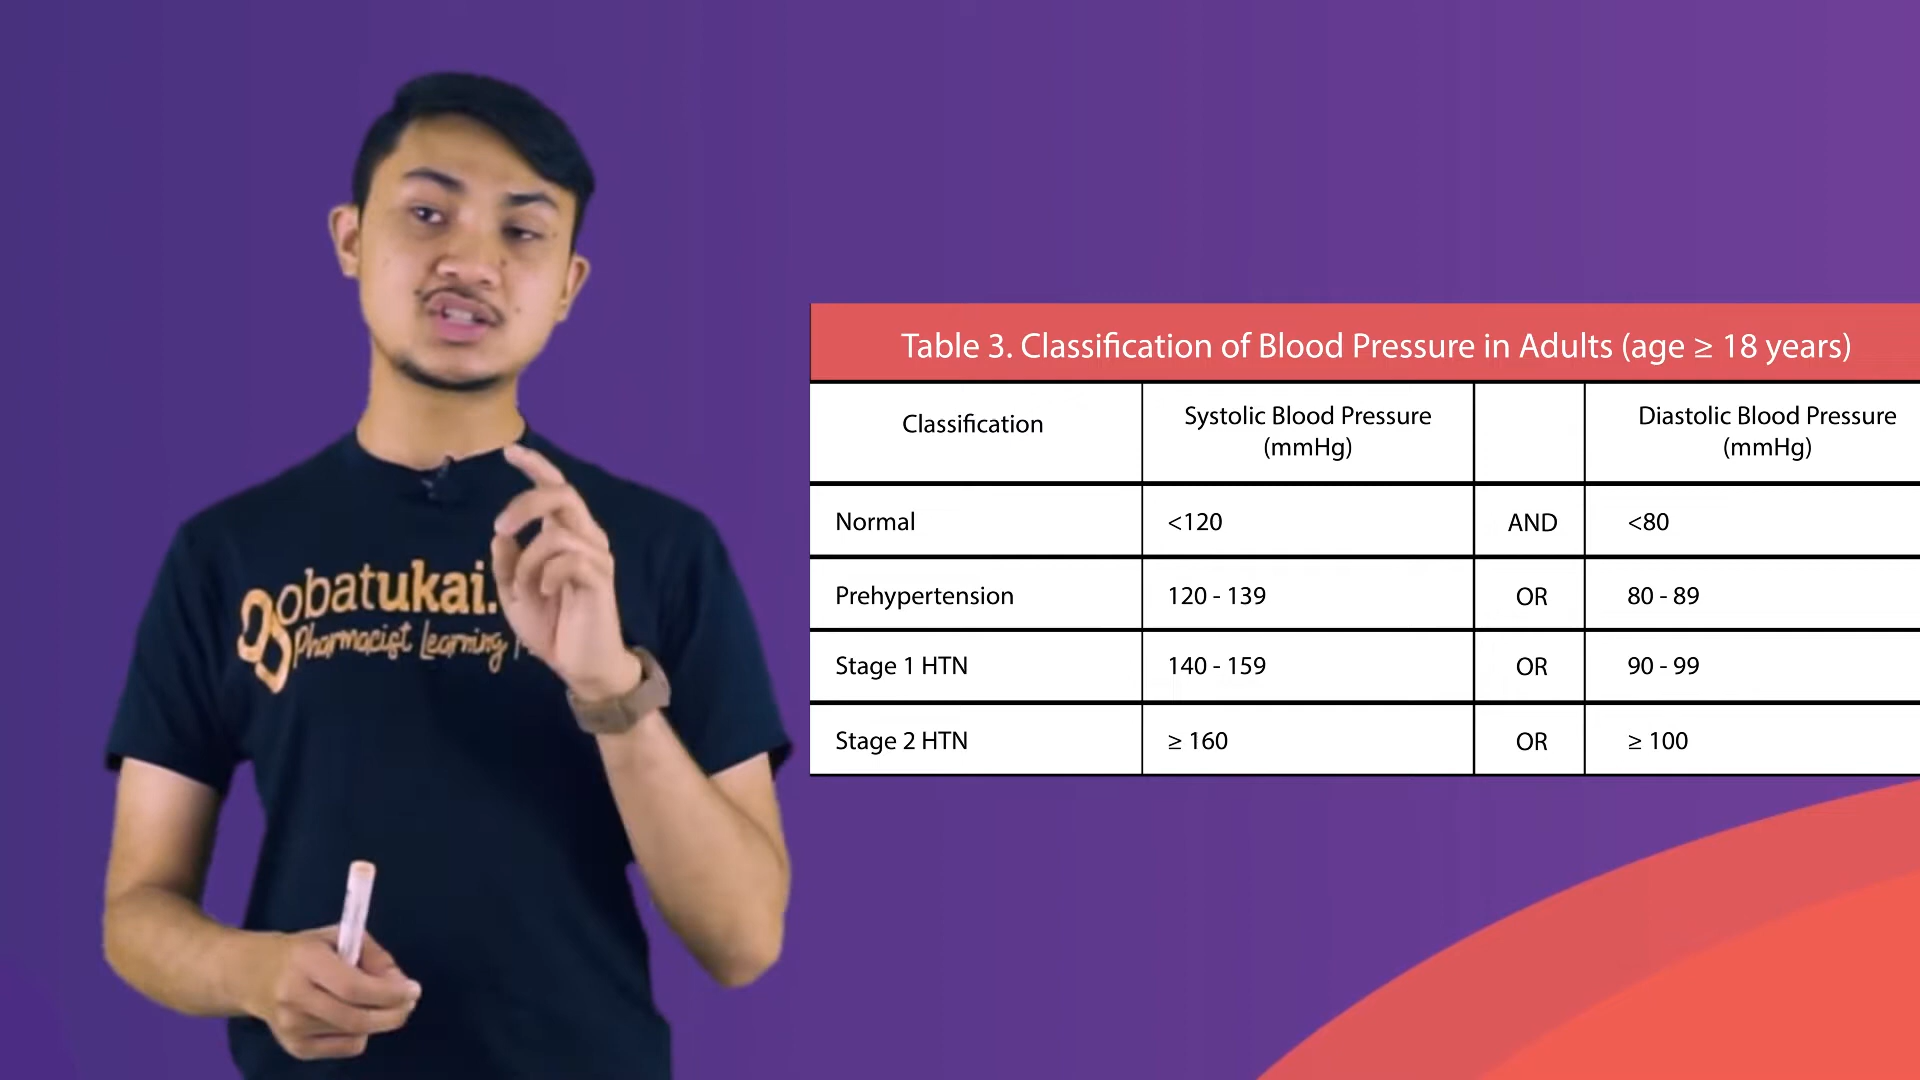 obatukai.
Pharmacist Learning
Table 3. Classification of Blood Pressure in Adults (age ≥ 18 years)
Classification
Systolic Blood Pressure
(mmHg)
Diastolic Blood Pressure
(mmHg)
Normal <120 AND <80
Prehypertension 120 - 139 OR 80 - 89
Stage 1 HTN 140 - 159 OR 90 - 99
Stage 2 HTN ≥ 160 OR ≥ 100